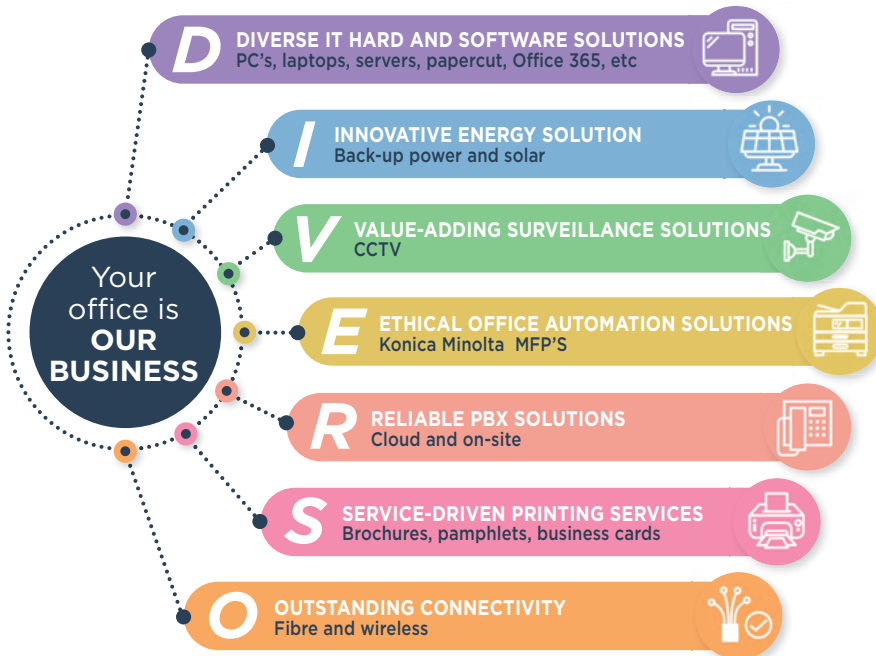 D
DIVERSE IT HARD AND SOFTWARE SOLUTIONS
PC's, laptops, servers, papercut, Office 365, etc
I
INNOVATIVE ENERGY SOLUTION
Back-up power and solar
V
VALUE-ADDING SURVEILLANCE SOLUTIONS
CCTV
Your
office is
OUR
BUSINESS
E
ETHICAL OFFICE AUTOMATION SOLUTIONS
Konica Minolta MFP'S
R
RELIABLE PBX SOLUTIONS
Cloud and on-site
S
SERVICE-DRIVEN PRINTING SERVICES
Brochures, pamphlets, business cards
O
OUTSTANDING CONNECTIVITY
Fibre and wireless